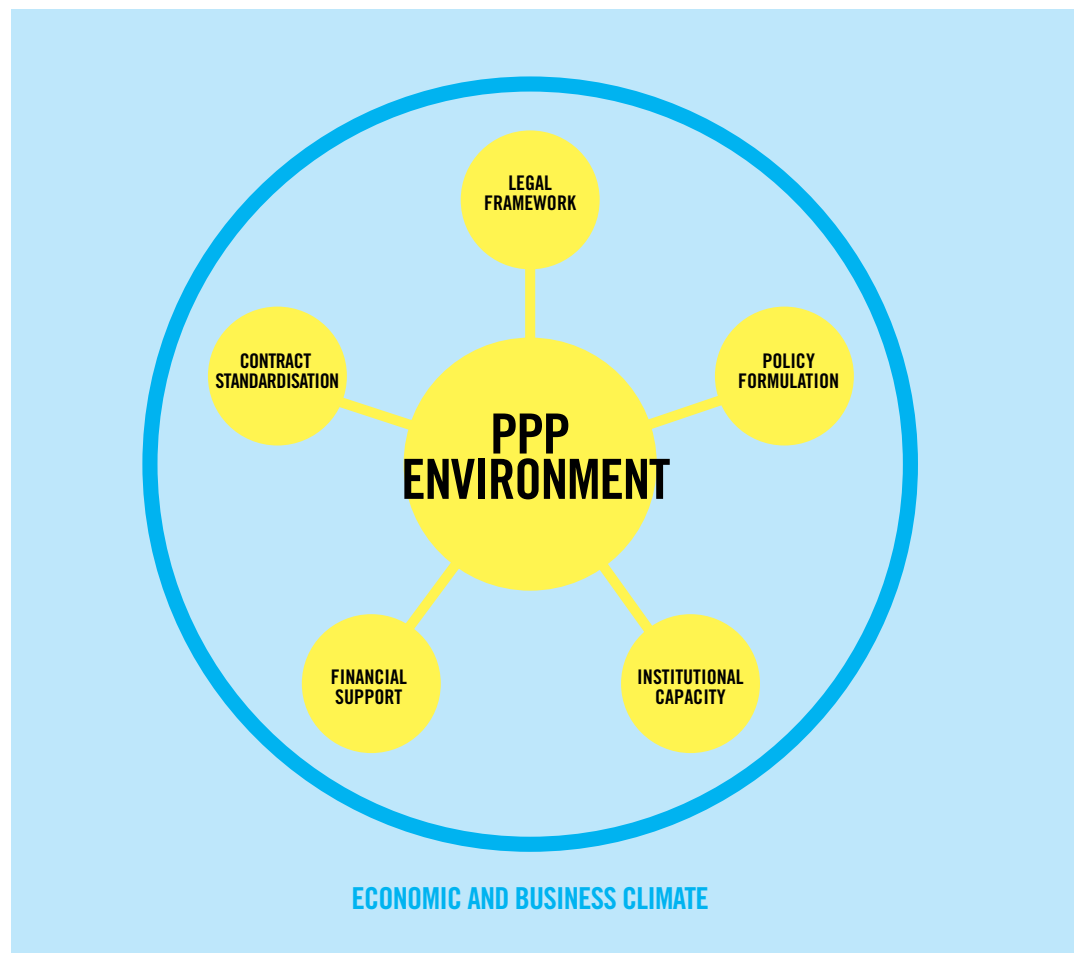 LEGAL
FRAMEWORK
CONTRACT
STANDARDISATION
POLICY
FORMULATION
PPP
ENVIRONMENT
FINANCIAL
SUPPORT
INSTITUTIONAL
CAPACITY
ECONOMIC AND BUSINESS CLIMATE